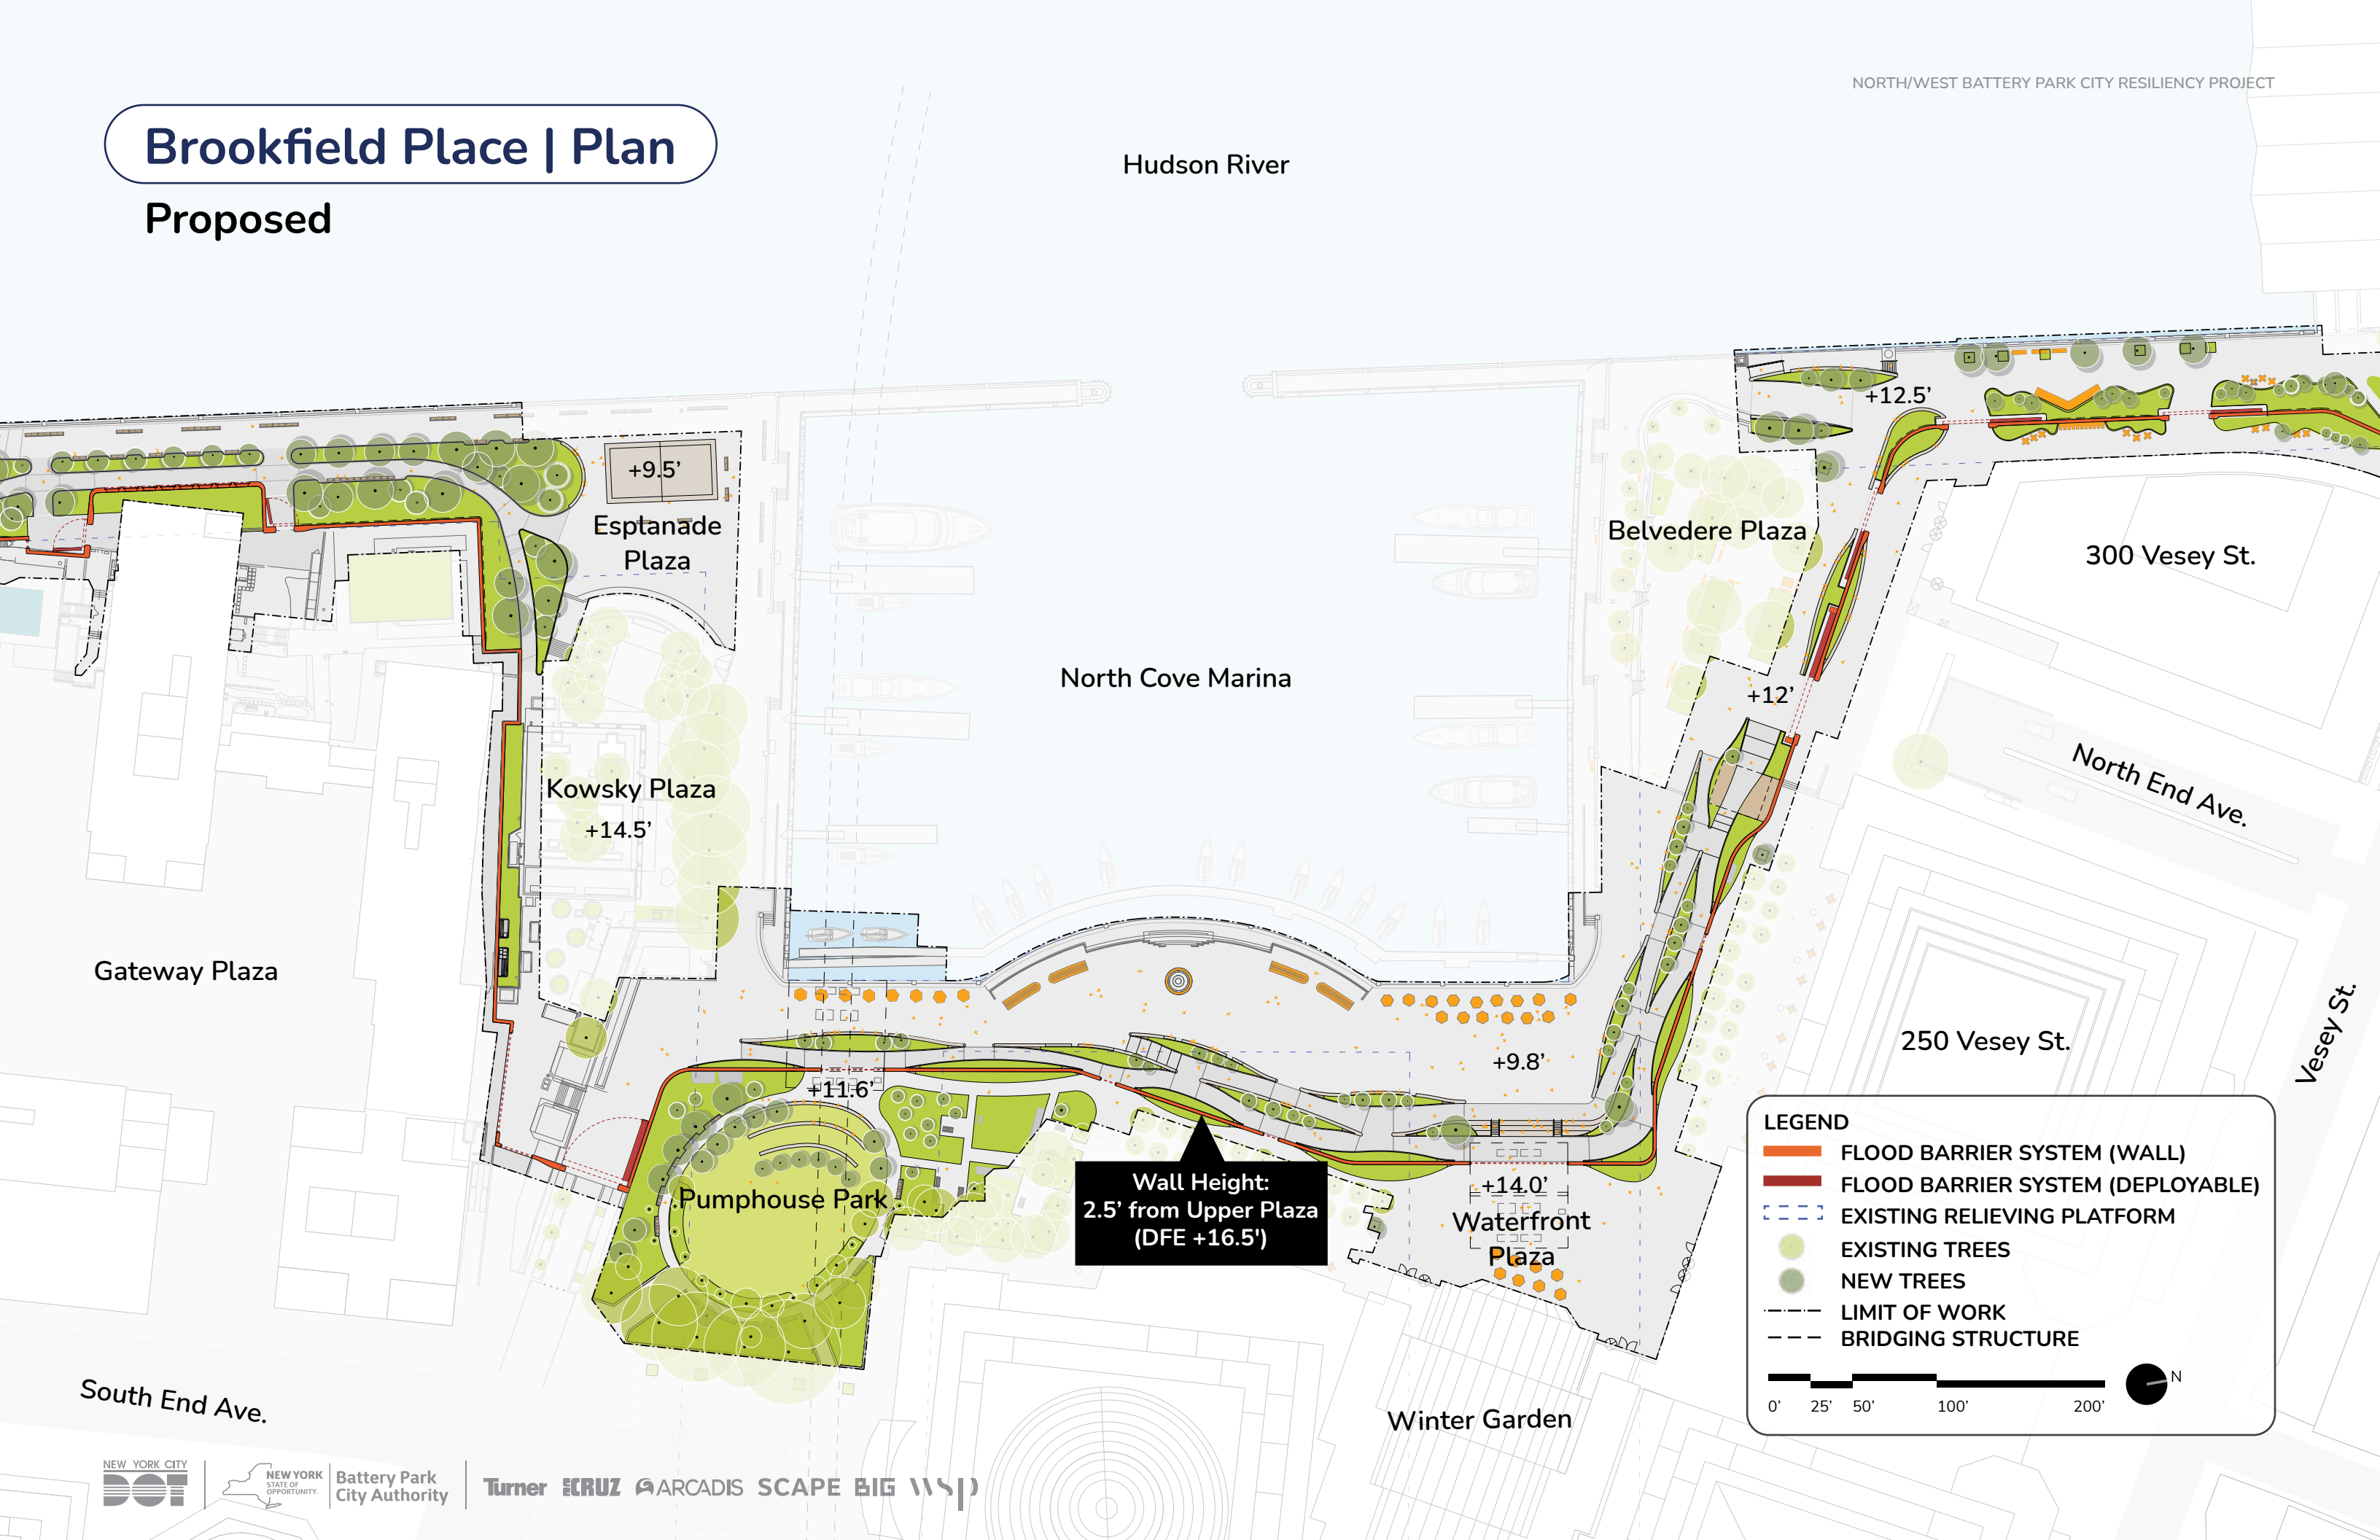 NORTH/WEST BATTERY PARK CITY RESILIENCY PROJECT
Brookfield Place | Plan
Proposed
Hudson River
+12.5’
+9.5’
Esplanade
Plaza
Belvedere Plaza
300 Vesey St.
North Cove Marina
+12’
North End Ave.
Kowsky Plaza
+14.5’
Gateway Plaza
250 Vesey St.
Vesey St.
+9.8’
+11.6’
Pumphouse Park
Wall Height:
2.5’ from Upper Plaza
(DFE +16.5')
+14.0’
Waterfront
Plaza
LEGEND
FLOOD BARRIER SYSTEM (WALL)
FLOOD BARRIER SYSTEM (DEPLOYABLE)
EXISTING RELIEVING PLATFORM
EXISTING TREES
NEW TREES
LIMIT OF WORK
BRIDGING STRUCTURE
N
0’ 25’ 50’ 100’ 200’
South End Ave.
Winter Garden
NEW YORK CITY
DOT
NEW YORK
STATE OF
OPPORTUNITY.
Battery Park
City Authority
Turner
CRUZ
ARCADIS
SCAPE
BIG
wsp